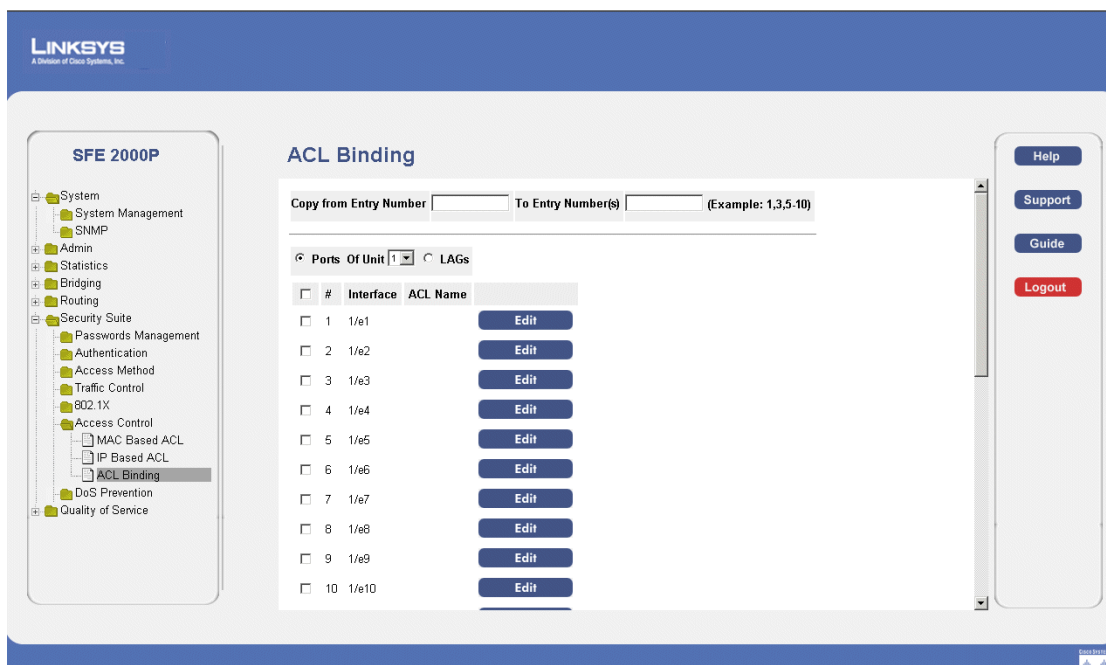 LINKSYS
A Division of Cisco Systems, Inc.
SFE 2000P
System
System Management
SNMP
Admin
Statistics
Bridging
Routing
Security Suite
Passwords Management
Authentication
Access Method
Traffic Control
802.1X
Access Control
MAC Based ACL
IP Based ACL
ACL Binding
DoS Prevention
Quality of Service
ACL Binding
Copy from Entry Number To Entry Number(s) (Example: 1,3,5-10)
Ports Of Unit 1 LAGs
# Interface ACL Name
1 1/e1 Edit
2 1/e2 Edit
3 1/e3 Edit
4 1/e4 Edit
5 1/e5 Edit
6 1/e6 Edit
7 1/e7 Edit
8 1/e8 Edit
9 1/e9 Edit
10 1/e10 Edit
Help
Support
Guide
Logout